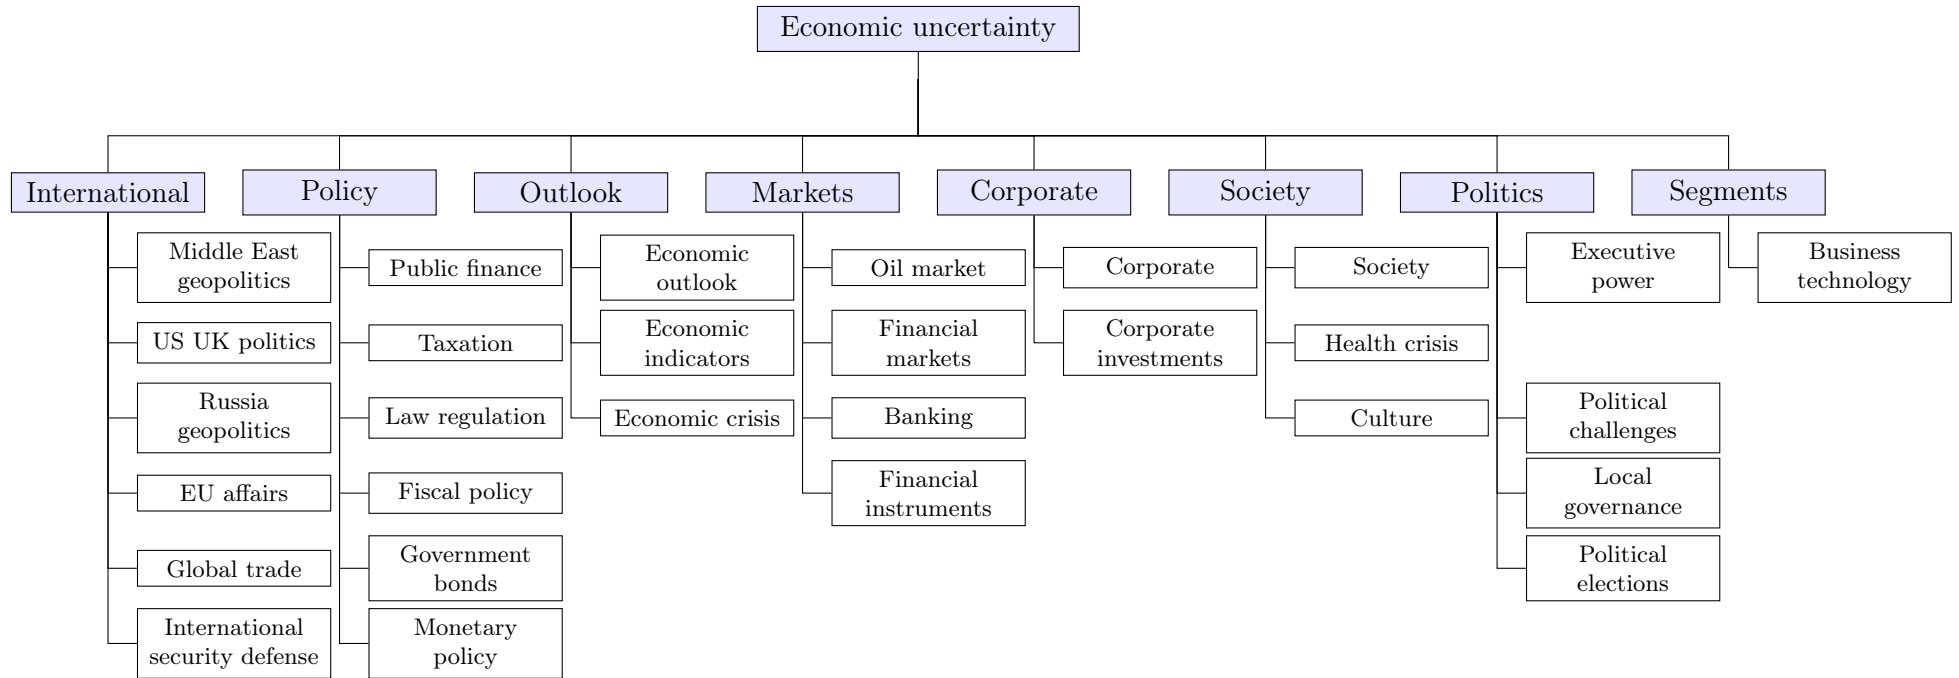 Economic uncertainty
International
Policy
Outlook
Markets
Corporate
Society
Politics
Segments
Middle East
geopolitics
US UK politics
Russia
geopolitics
EU affairs
Global trade
International
security defense
Public finance
Taxation
Law regulation
Fiscal policy
Government
bonds
Monetary
policy
Economic
outlook
Economic
indicators
Economic crisis
Oil market
Financial
markets
Banking
Financial
instruments
Corporate
Corporate
investments
Society
Health crisis
Culture
Executive
power
Political
challenges
Local
governance
Political
elections
Business
technology